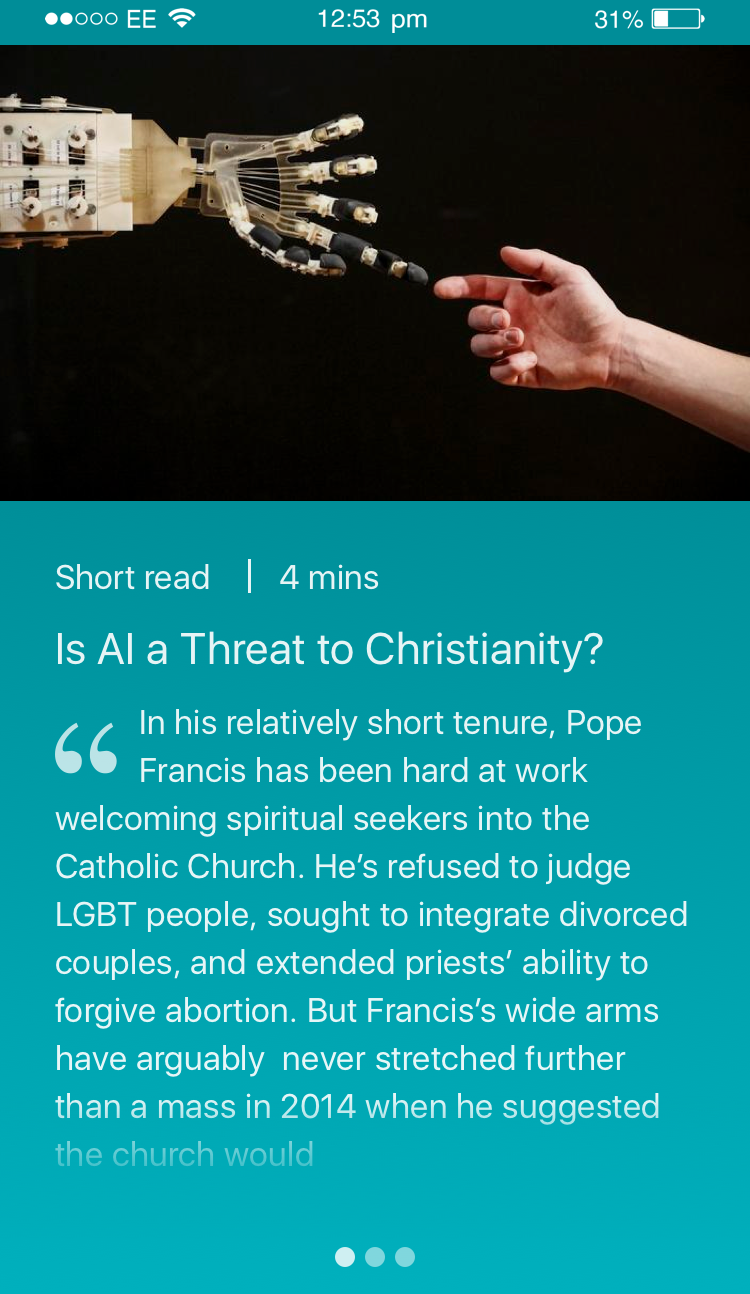 EE 12:53 pm 31%
Short read | 4 mins
Is AI a Threat to Christianity?
“ In his relatively short tenure, Pope
Francis has been hard at work
welcoming spiritual seekers into the
Catholic Church. He’s refused to judge
LGBT people, sought to integrate divorced
couples, and extended priests’ ability to
forgive abortion. But Francis’s wide arms
have arguably  never stretched further
than a mass in 2014 when he suggested
the church would